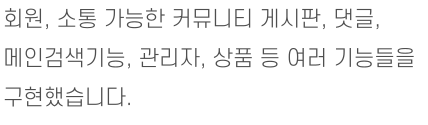 회원, 소통 가능한 커뮤니티 게시판, 댓글,
메인검색기능, 관리자, 상품 등 여러 기능들을
구현했습니다.